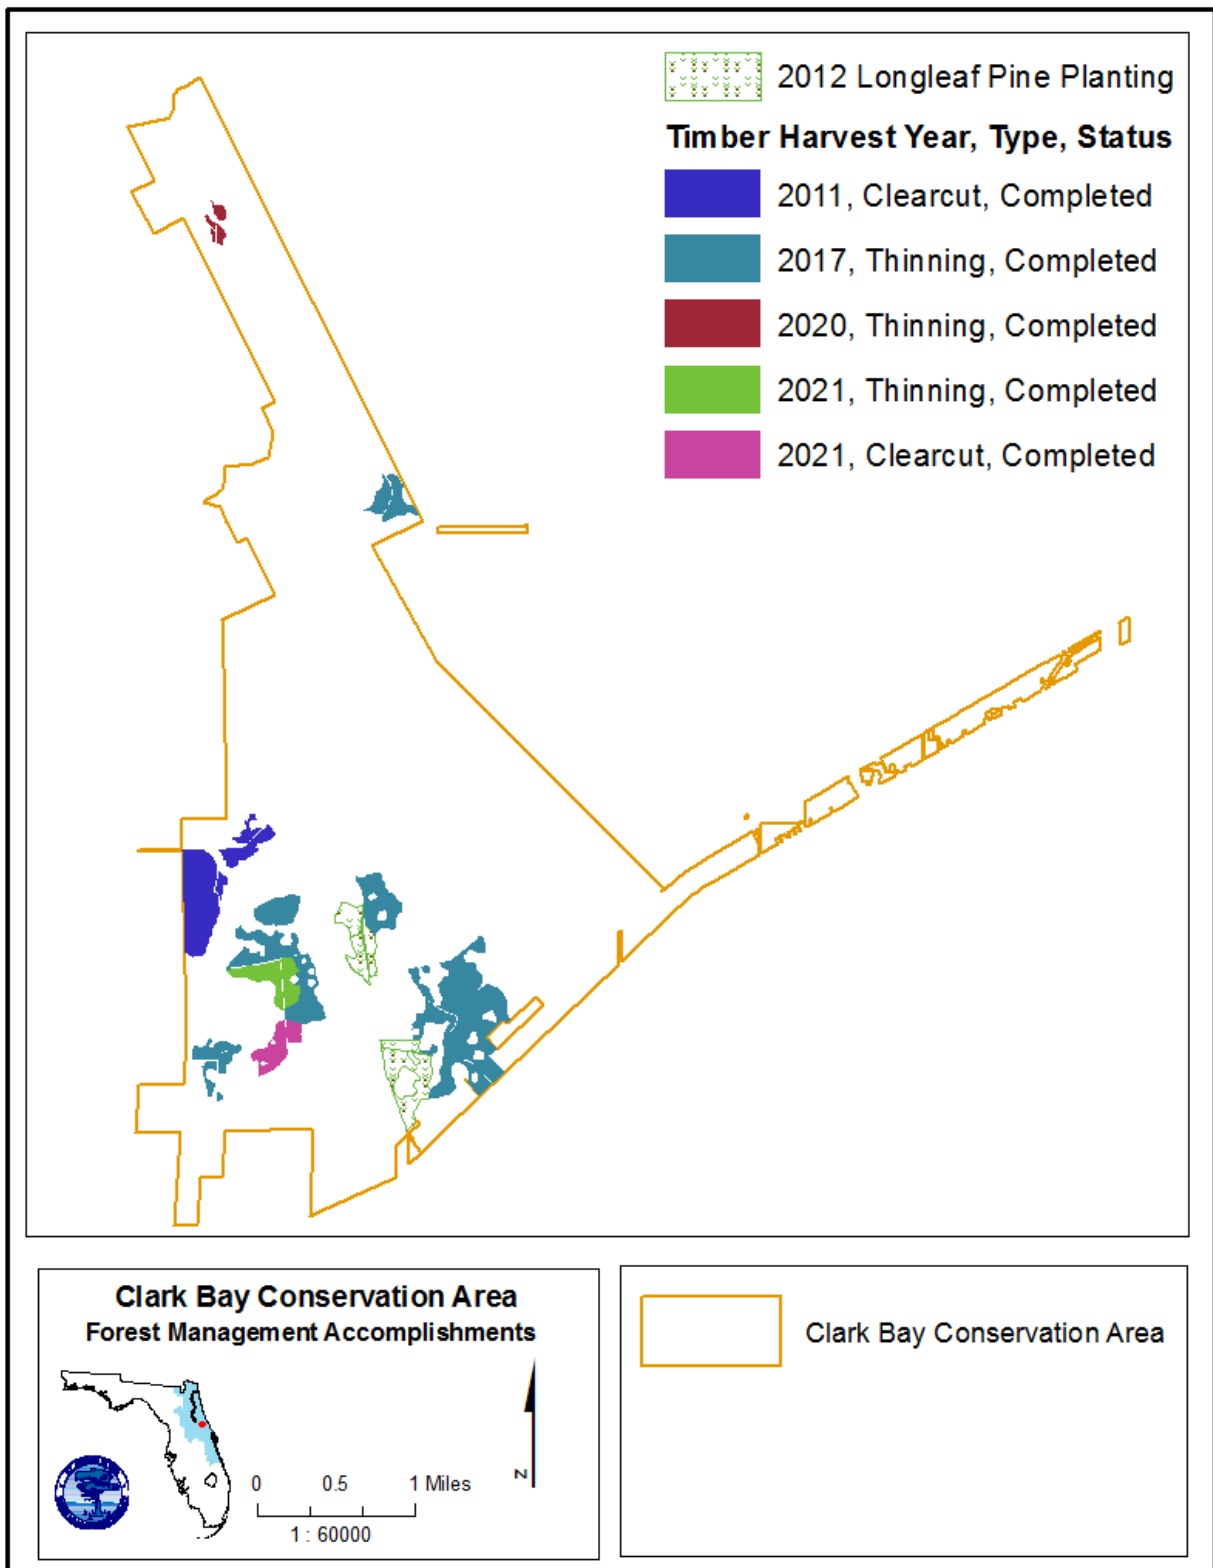 2012 Longleaf Pine Planting
Timber Harvest Year, Type, Status
2011, Clearcut, Completed
2017, Thinning, Completed
2020, Thinning, Completed
2021, Thinning, Completed
2021, Clearcut, Completed
Clark Bay Conservation Area
Forest Management Accomplishments
N
0 0.5 1 Miles
1 : 60000
Clark Bay Conservation Area